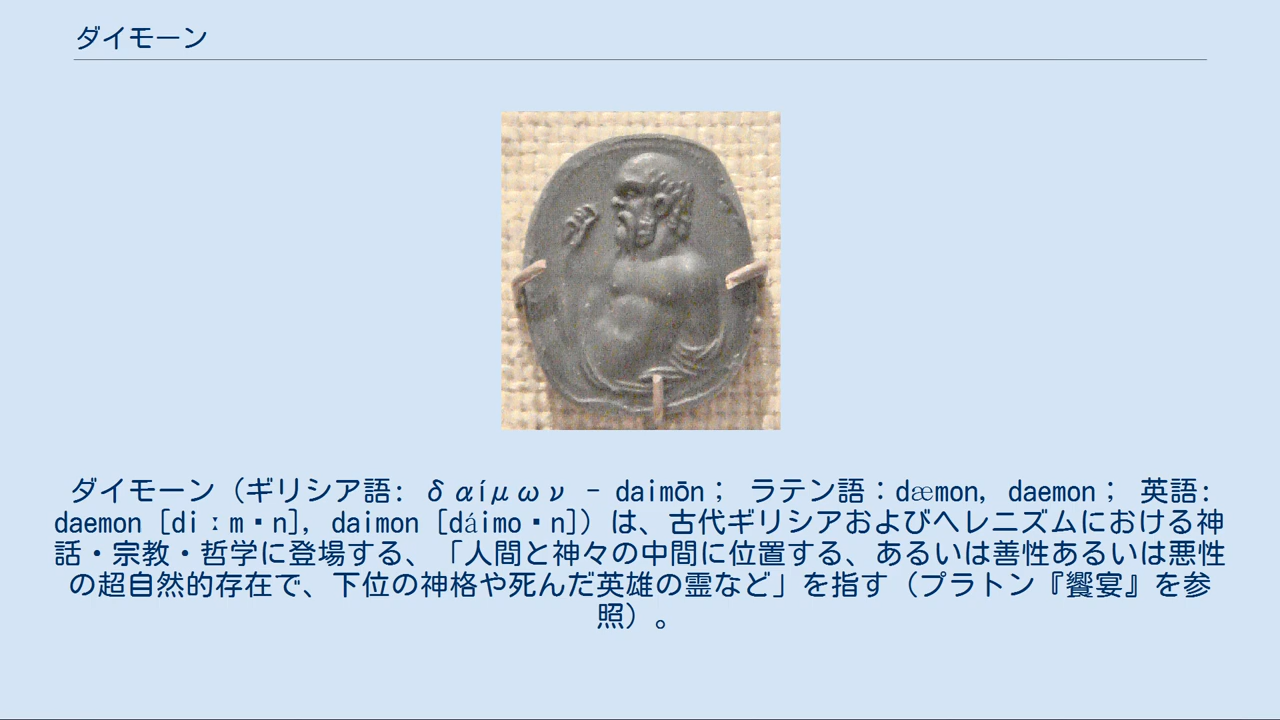 ダイモーン
ダイモーン（ギリシア語: δαίμων - daimōn； ラテン語：dæmon, daemon； 英語:
daemon [diːm▪n], daimon [dáimo▪n]）は、古代ギリシアおよびヘレニズムにおける神
話・宗教・哲学に登場する、「人間と神々の中間に位置する、あるいは善性あるいは悪性
の超自然的存在で、下位の神格や死んだ英雄の霊など」を指す（プラトン『饗宴』を参
照）。